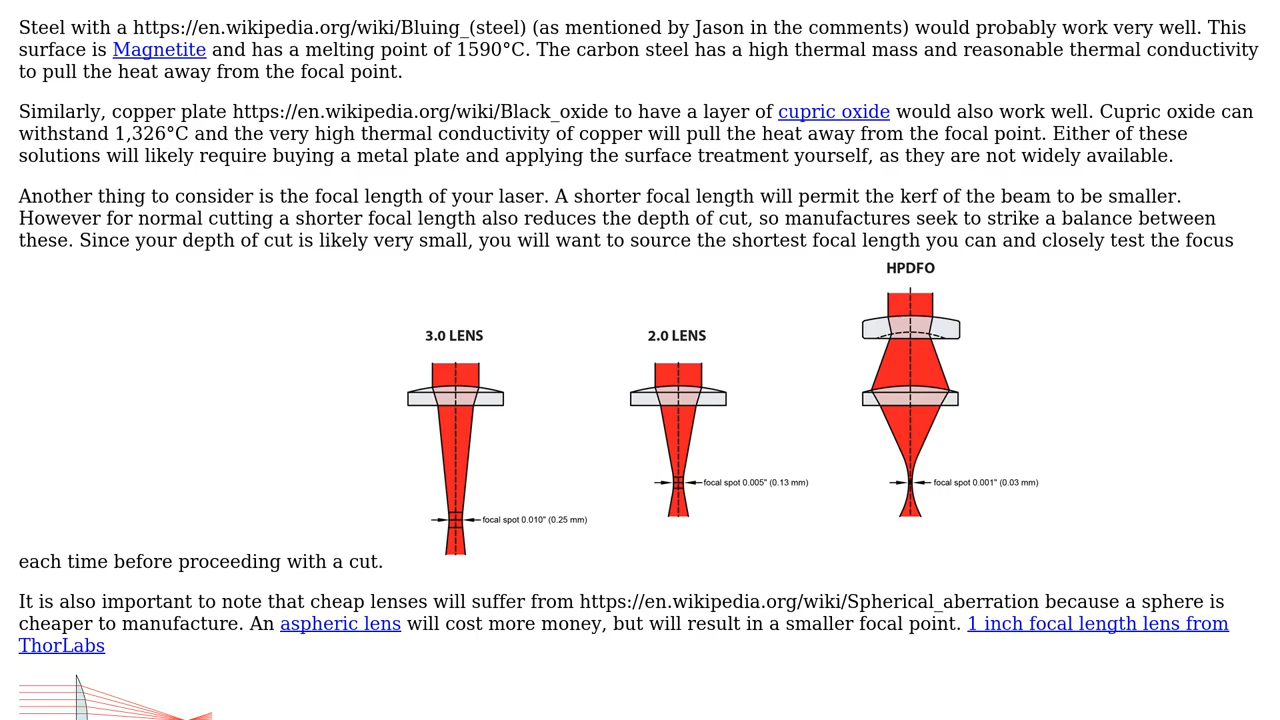 Steel with a https://en.wikipedia.org/wiki/Bluing_(steel) (as mentioned by Jason in the comments) would probably work very well. This
surface is Magnetite and has a melting point of 1590°C. The carbon steel has a high thermal mass and reasonable thermal conductivity
to pull the heat away from the focal point.
Similarly, copper plate https://en.wikipedia.org/wiki/Black_oxide to have a layer of cupric oxide would also work well. Cupric oxide can
withstand 1,326°C and the very high thermal conductivity of copper will pull the heat away from the focal point. Either of these
solutions will likely require buying a metal plate and applying the surface treatment yourself, as they are not widely available.
Another thing to consider is the focal length of your laser. A shorter focal length will permit the kerf of the beam to be smaller.
However for normal cutting a shorter focal length also reduces the depth of cut, so manufactures seek to strike a balance between
these. Since your depth of cut is likely very small, you will want to source the shortest focal length you can and closely test the focus
HPDFO
3.0 LENS
2.0 LENS
focal spot 0.005" (0.13 mm)
focal spot 0.001" (0.03 mm)
focal spot 0.010" (0.25 mm)
each time before proceeding with a cut.
It is also important to note that cheap lenses will suffer from https://en.wikipedia.org/wiki/Spherical_aberration because a sphere is
cheaper to manufacture. An aspheric lens will cost more money, but will result in a smaller focal point. 1 inch focal length lens from
ThorLabs